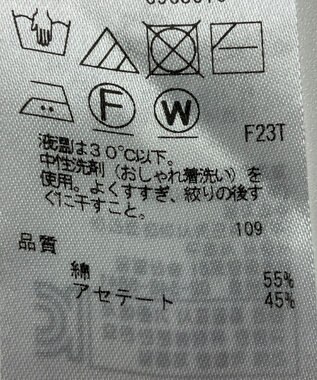 F
W
F23T
液温は30℃以下。
中性洗剤(おしゃれ着洗い)を
使用。よくすすぎ、絞りの後す
ぐに干すこと。
109
品質
綿 55%
アセテート 45%